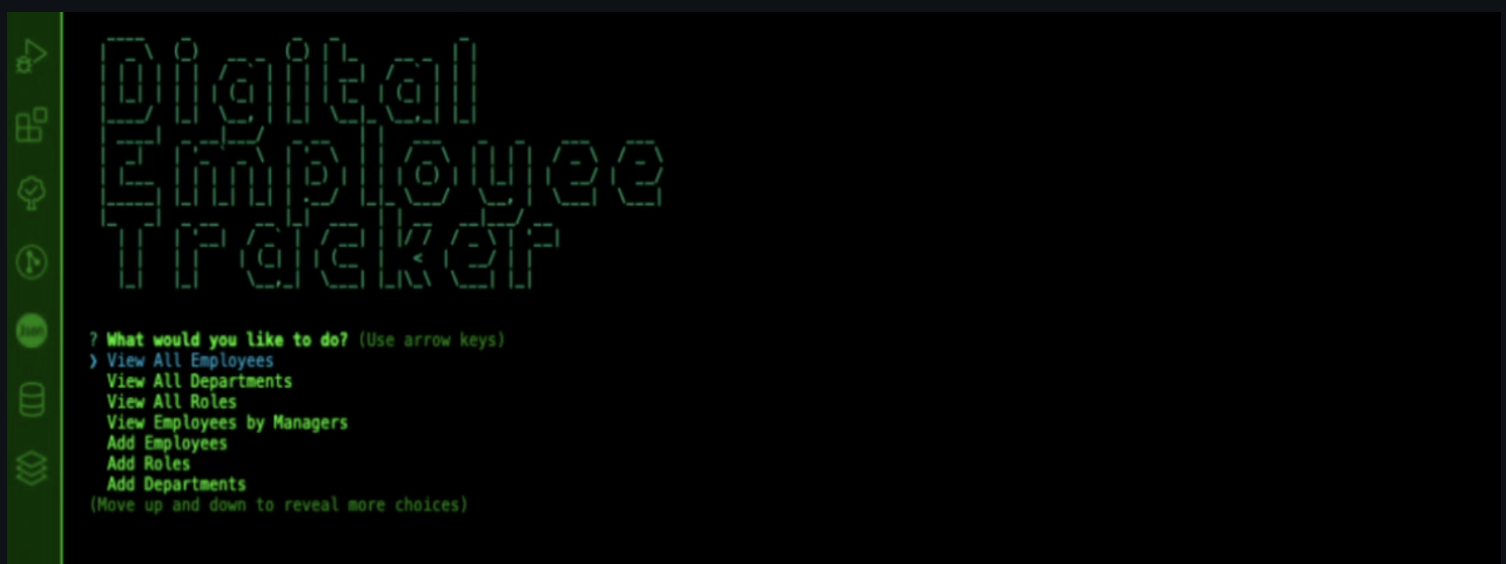 Digital
Employee
Tracker
Json
? What would you like to do? (Use arrow keys)
❯ View All Employees
View All Departments
View All Roles
View Employees by Managers
Add Employees
Add Roles
Add Departments
(Move up and down to reveal more choices)